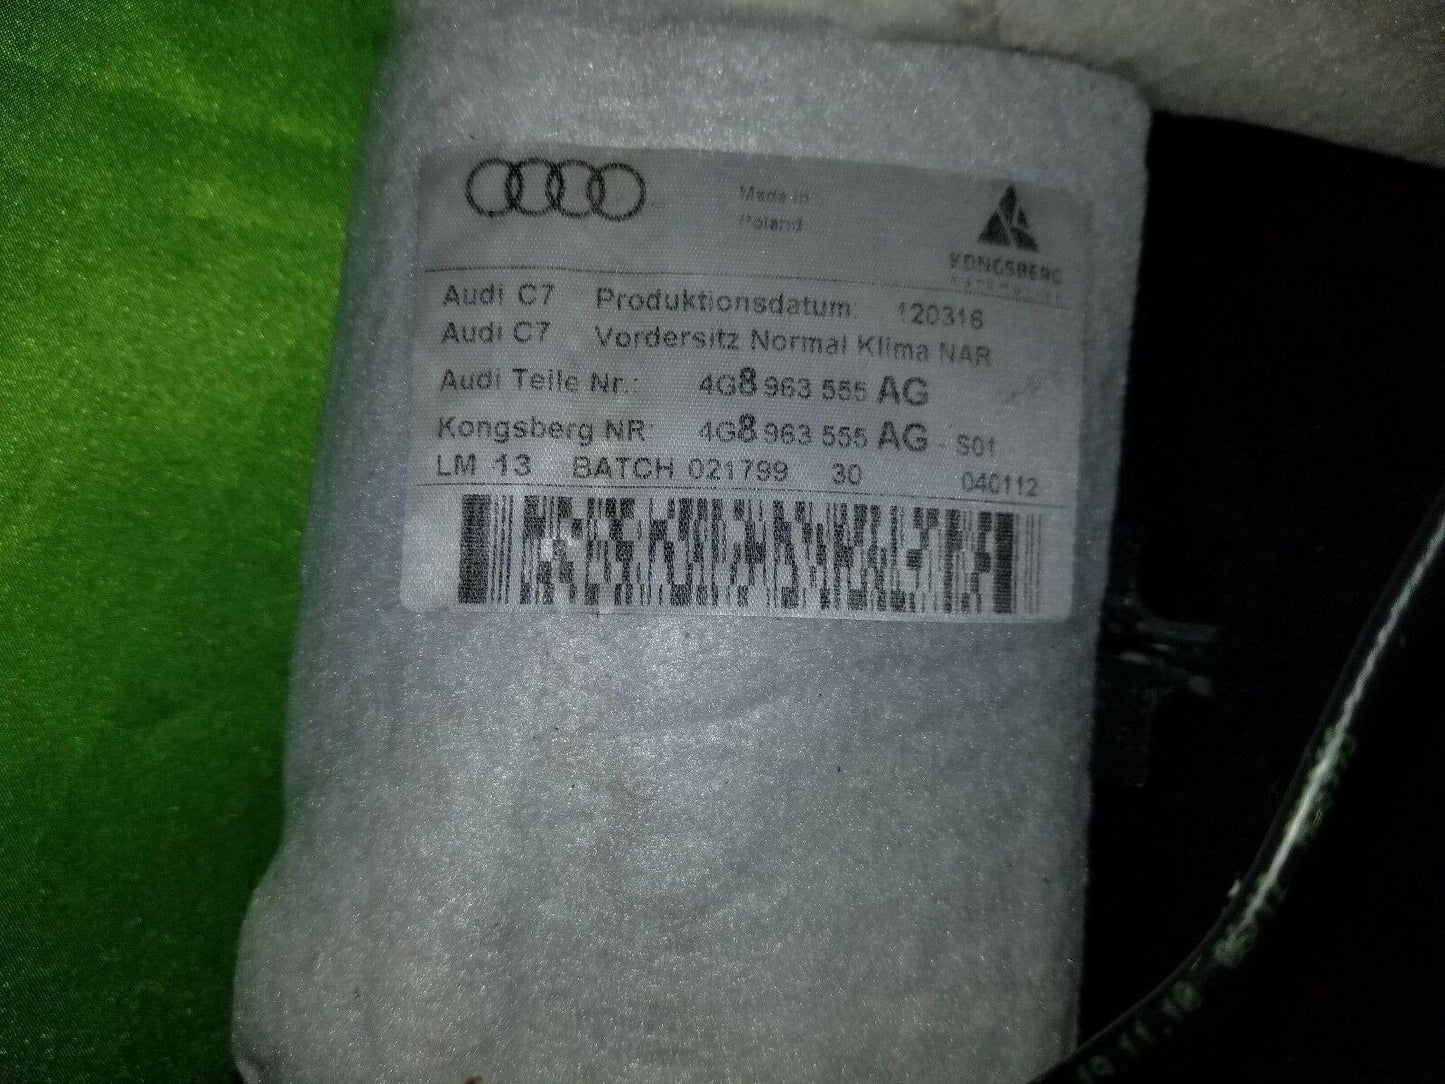 Made in
Poland
KONGSBERG
AUTOMOTIVE
Audi C7 Produktionsdatum: 120316
Audi C7 Vordersitz Normal Klima NAR
Audi Teile Nr.: 4G8 963 555 AG
Kongsberg NR: 4G8 963 555 AG - S01
LM 13 BATCH 021799 30 040112